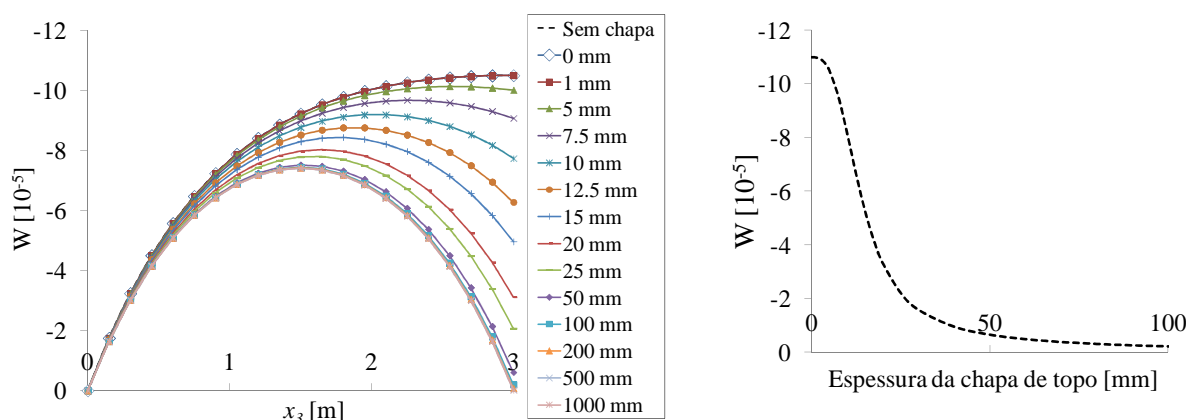 -12
-10
-8
-6
-4
-2
0
W [10⁻⁵]
0 1 2 3
x₃ [m]
Sem chapa
0 mm
1 mm
5 mm
7.5 mm
10 mm
12.5 mm
15 mm
20 mm
25 mm
50 mm
100 mm
200 mm
500 mm
1000 mm
-12
-10
-8
-6
-4
-2
0
W [10⁻⁵]
0 50 100
Espessura da chapa de topo [mm]